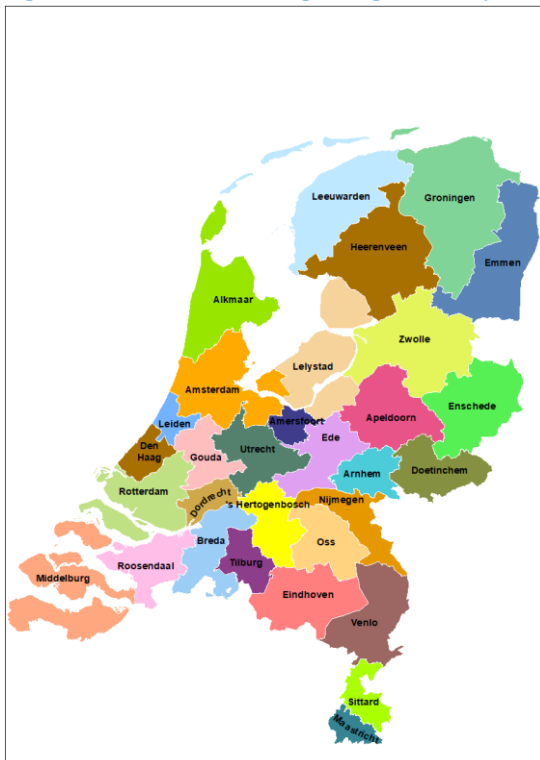 Leeuwarden
Groningen
Heerenveen
Emmen
Alkmaar
Zwolle
Lelystad
Amsterdam
Enschede
Apeldoorn
Leiden
Amersfoort
Ede
Den
Haag
Gouda
Utrecht
Arnhem
Doetinchem
Rotterdam
Dordrecht
's Hertogenbosch
Nijmegen
Breda
Oss
Roosendaal
Tilburg
Middelburg
Eindhoven
Venlo
Sittard
Maastricht